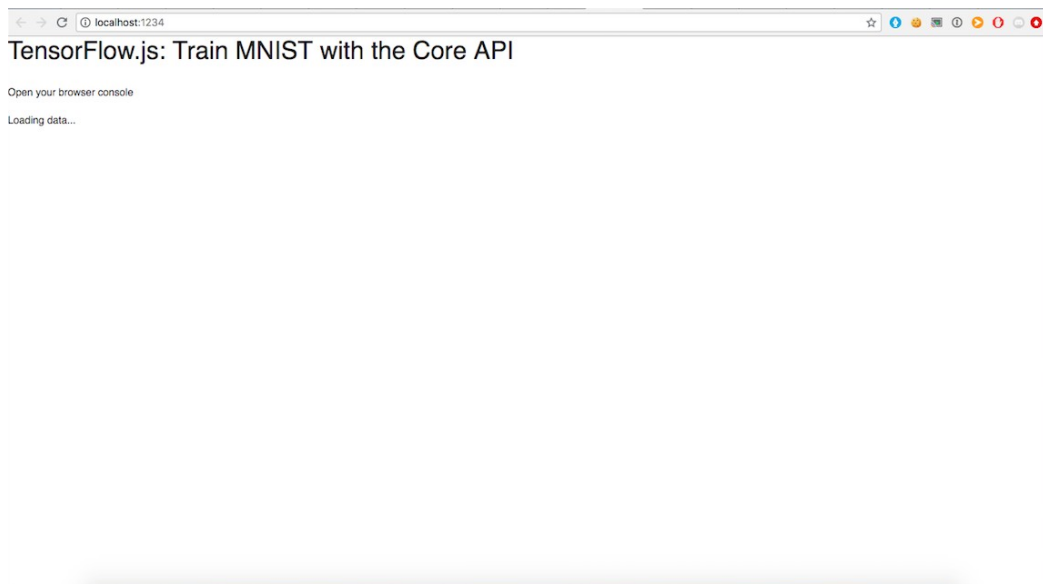 localhost:1234
TensorFlow.js: Train MNIST with the Core API
Open your browser console
Loading data...